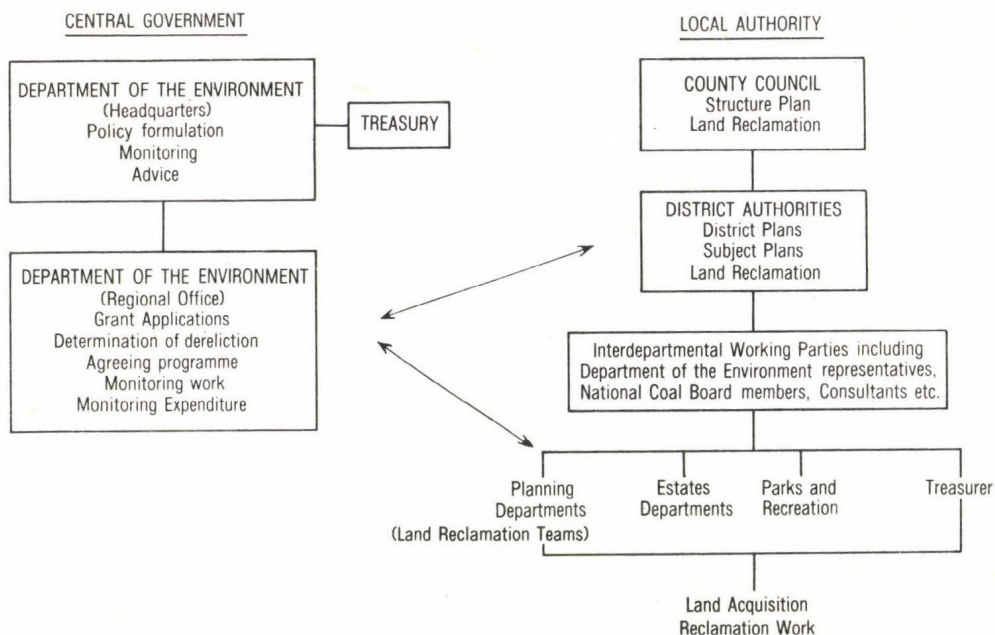 CENTRAL GOVERNMENT
DEPARTMENT OF THE ENVIRONMENT
(Headquarters)
Policy formulation
Monitoring
Advice
TREASURY
DEPARTMENT OF THE ENVIRONMENT
(Regional Office)
Grant Applications
Determination of dereliction
Agreeing programme
Monitoring work
Monitoring Expenditure
LOCAL AUTHORITY
COUNTY COUNCIL
Structure Plan
Land Reclamation
DISTRICT AUTHORITIES
District Plans
Subject Plans
Land Reclamation
Interdepartmental Working Parties including
Department of the Environment representatives,
National Coal Board members, Consultants etc.
Planning
Departments
(Land Reclamation Teams)
Estates
Departments
Parks and
Recreation
Treasurer
Land Acquisition
Reclamation Work